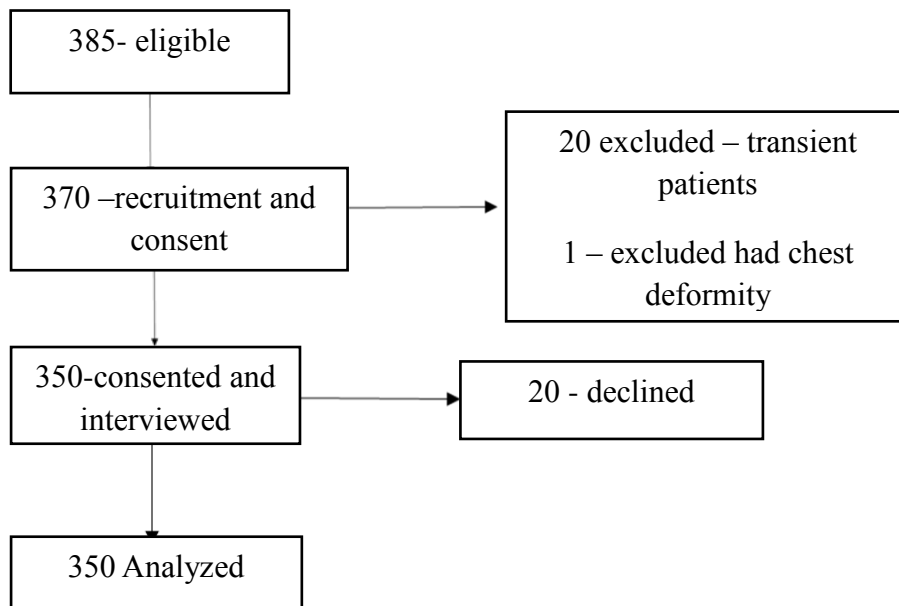 385- eligible
370 –recruitment and
consent
20 excluded – transient
patients
1 – excluded had chest
deformity
350-consented and
interviewed
20 - declined
350 Analyzed